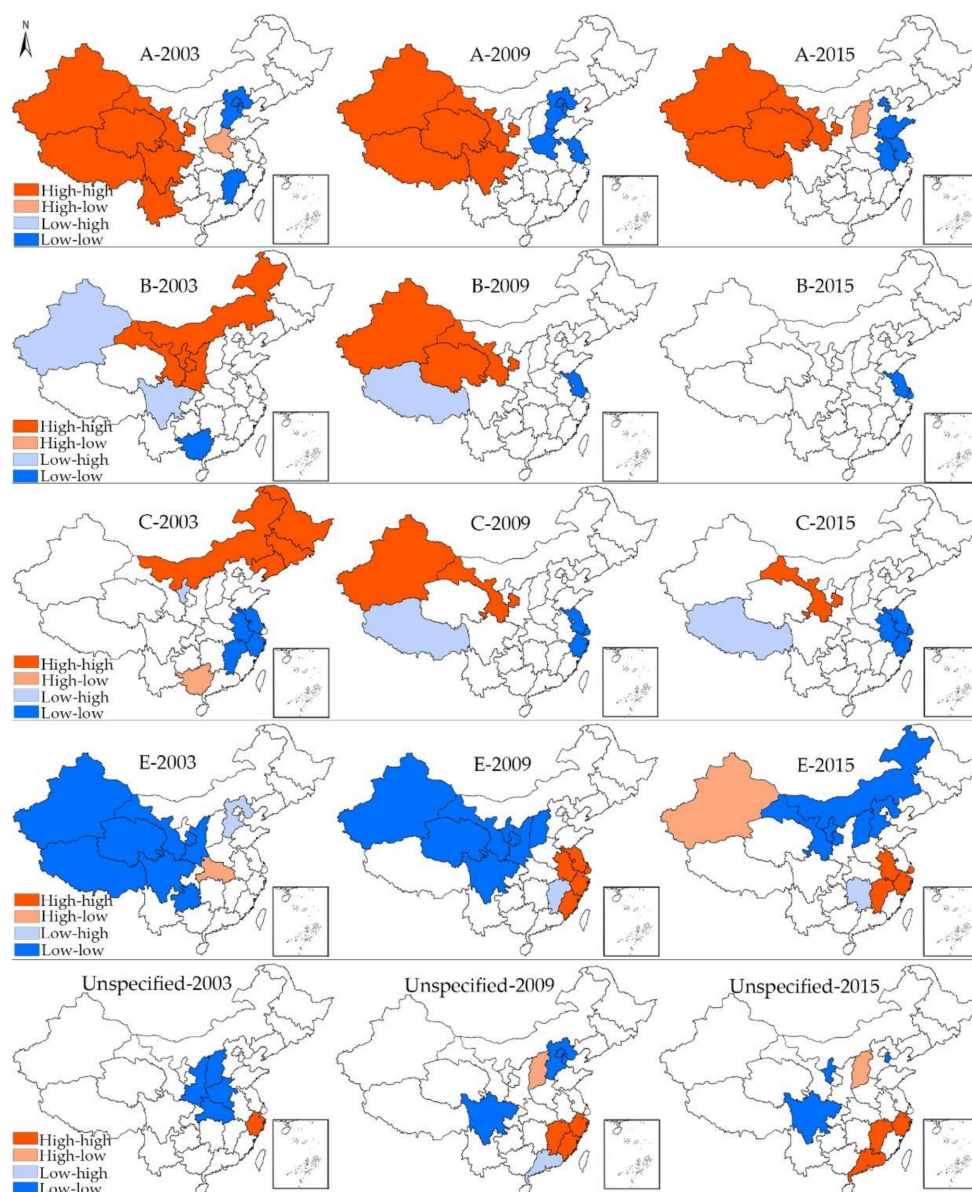 N
A-2003
A-2009
A-2015
High-high
High-low
Low-high
Low-low
B-2003
B-2009
B-2015
High-high
High-low
Low-high
Low-low
C-2003
C-2009
C-2015
High-high
High-low
Low-high
Low-low
E-2003
E-2009
E-2015
High-high
High-low
Low-high
Low-low
Unspecified-2003
Unspecified-2009
Unspecified-2015
High-high
High-low
Low-high
Low-low